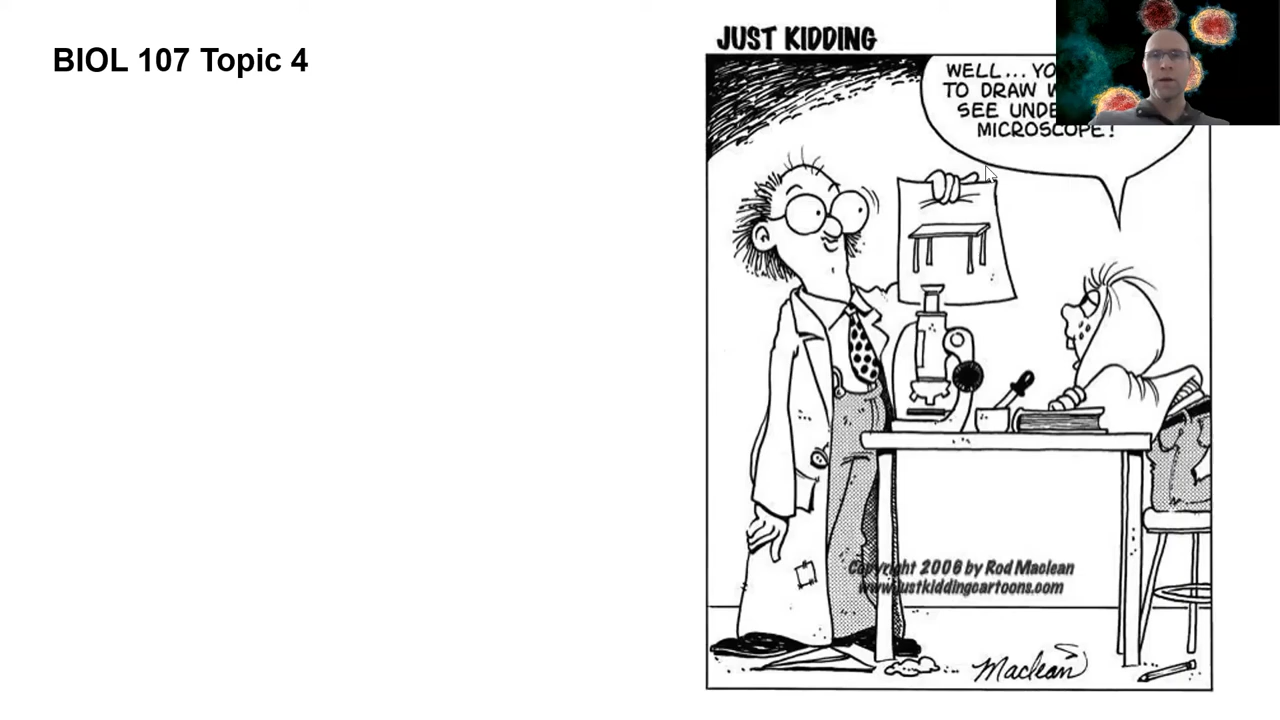 BIOL 107 Topic 4
JUST KIDDING
WELL... YO
TO DRAW W
SEE UNDE
MICROSCOPE!
Copyright 2006 by Rod Maclean
www.justkiddingcartoons.com
Maclean